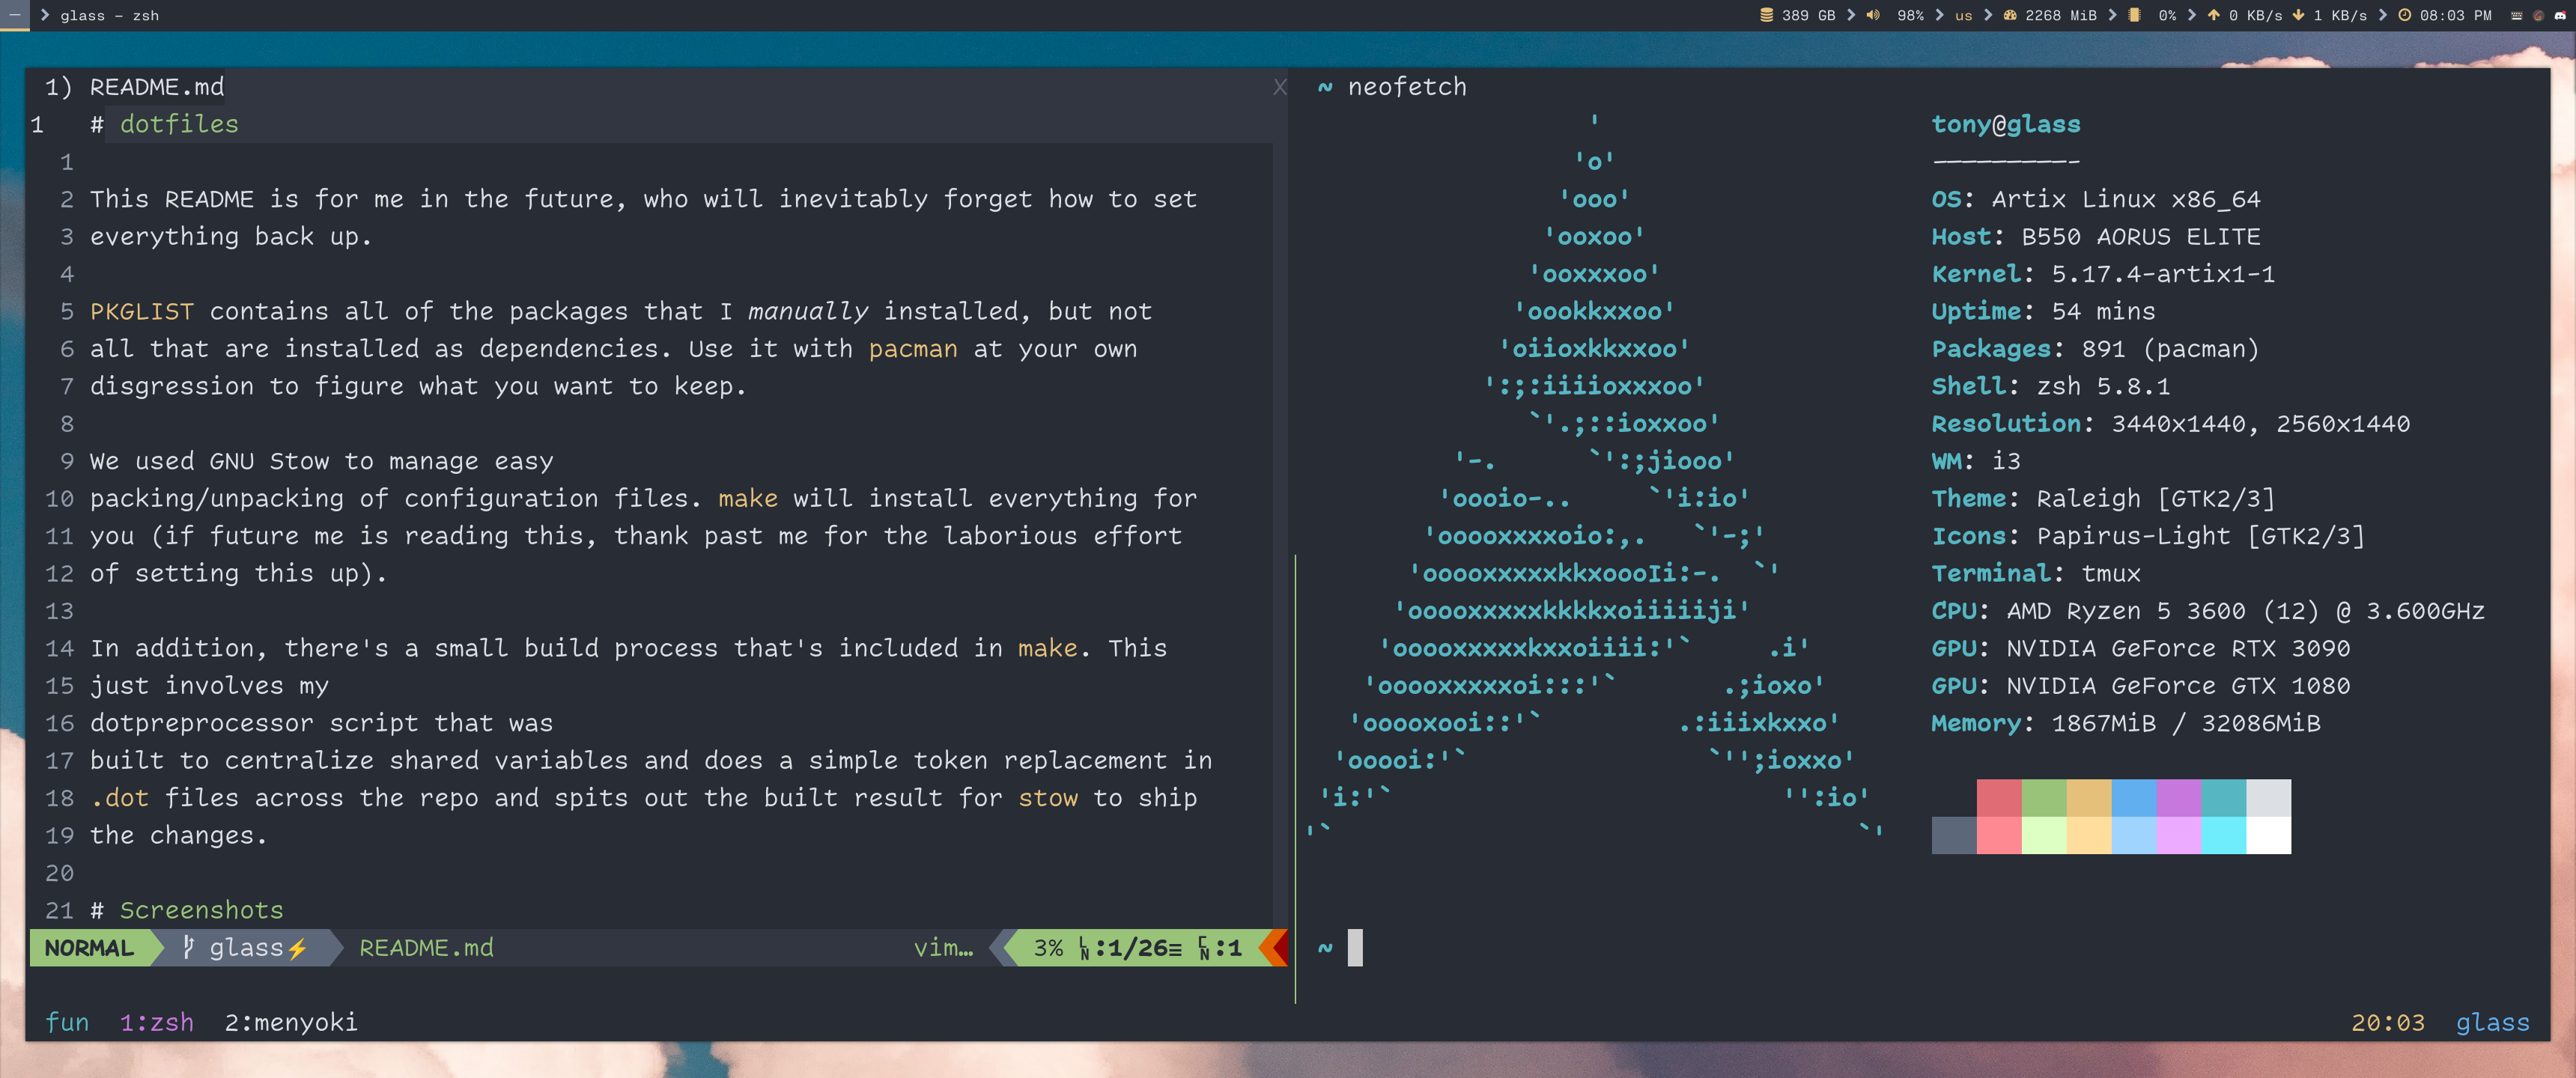 glass - zsh
389 GB 98% us 2268 MiB 0% 0 KB/s 1 KB/s 08:03 PM
1) README.md X
1 # dotfiles
1
2 This README is for me in the future, who will inevitably forget how to set
3 everything back up.
4
5 PKGLIST contains all of the packages that I manually installed, but not
6 all that are installed as dependencies. Use it with pacman at your own
7 disgression to figure what you want to keep.
8
9 We used GNU Stow to manage easy
10 packing/unpacking of configuration files. make will install everything for
11 you (if future me is reading this, thank past me for the laborious effort
12 of setting this up).
13
14 In addition, there's a small build process that's included in make. This
15 just involves my
16 dotpreprocessor script that was
17 built to centralize shared variables and does a simple token replacement in
18 .dot files across the repo and spits out the built result for stow to ship
19 the changes.
20
21 # Screenshots
NORMAL glass⚡ README.md vim… 3% LN:1/26≡ CN:1
~ neofetch
'
'o'
'ooo'
'ooxoo'
'ooxxxoo'
'oookkxxoo'
'oiioxkkxxoo'
':;:iiiioxxxoo'
`'.;::ioxxoo'
'-. `':;jiooo'
'oooio-.. `'i:io'
'ooooxxxxoio:,. `'-;'
'ooooxxxxxkkxoooIi:-. `'
'ooooxxxxxkkkkxoiiiiiji'
'ooooxxxxxkxxoiiii:'` .i'
'ooooxxxxxoi:::'` .;ioxo'
'ooooxooi::'` .:iiixkxxo'
'ooooi:'` `'';ioxxo'
'i:'` '':io'
'` `'
tony@glass
----------
OS: Artix Linux x86_64
Host: B550 AORUS ELITE
Kernel: 5.17.4-artix1-1
Uptime: 54 mins
Packages: 891 (pacman)
Shell: zsh 5.8.1
Resolution: 3440x1440, 2560x1440
WM: i3
Theme: Raleigh [GTK2/3]
Icons: Papirus-Light [GTK2/3]
Terminal: tmux
CPU: AMD Ryzen 5 3600 (12) @ 3.600GHz
GPU: NVIDIA GeForce RTX 3090
GPU: NVIDIA GeForce GTX 1080
Memory: 1867MiB / 32086MiB
~
fun 1:zsh 2:menyoki 20:03 glass